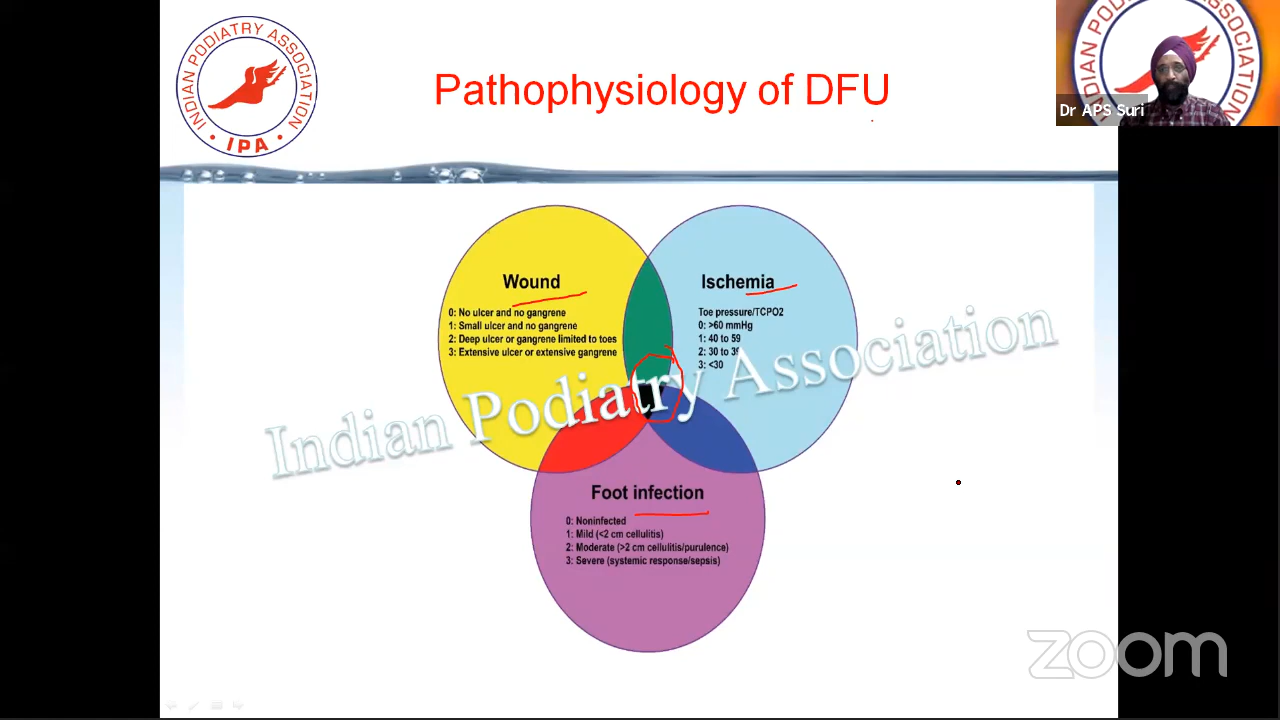 INDIAN PODIATRY ASSOCIATION
• IPA •
Pathophysiology of DFU
INDIAN PODIATRY ASSOCIATION
Dr APS Suri
Wound
0: No ulcer and no gangrene
1: Small ulcer and no gangrene
2: Deep ulcer or gangrene limited to toes
3: Extensive ulcer or extensive gangrene
Ischemia
Toe pressure/TCPO2
0: >60 mmHg
1: 40 to 59
2: 30 to 39
3: <30
Indian Podiatry Association
Foot infection
0: Noninfected
1: Mild (<2 cm cellulitis)
2: Moderate (>2 cm cellulitis/purulence)
3: Severe (systemic response/sepsis)
zoom